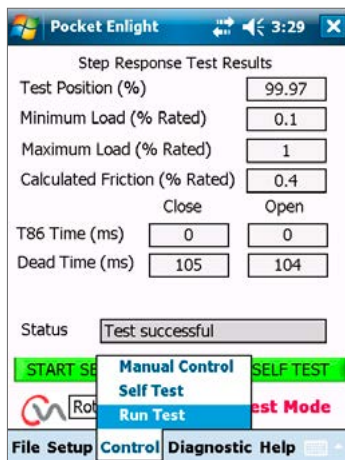 Pocket Enlight 3:29
Step Response Test Results
Test Position (%) 99.97
Minimum Load (% Rated) 0.1
Maximum Load (% Rated) 1
Calculated Friction (% Rated) 0.4
Close Open
T86 Time (ms) 0 0
Dead Time (ms) 105 104
Status Test successful
START SE SELF TEST
Manual Control
Self Test
Run Test
Rot est Mode
File Setup Control Diagnostic Help